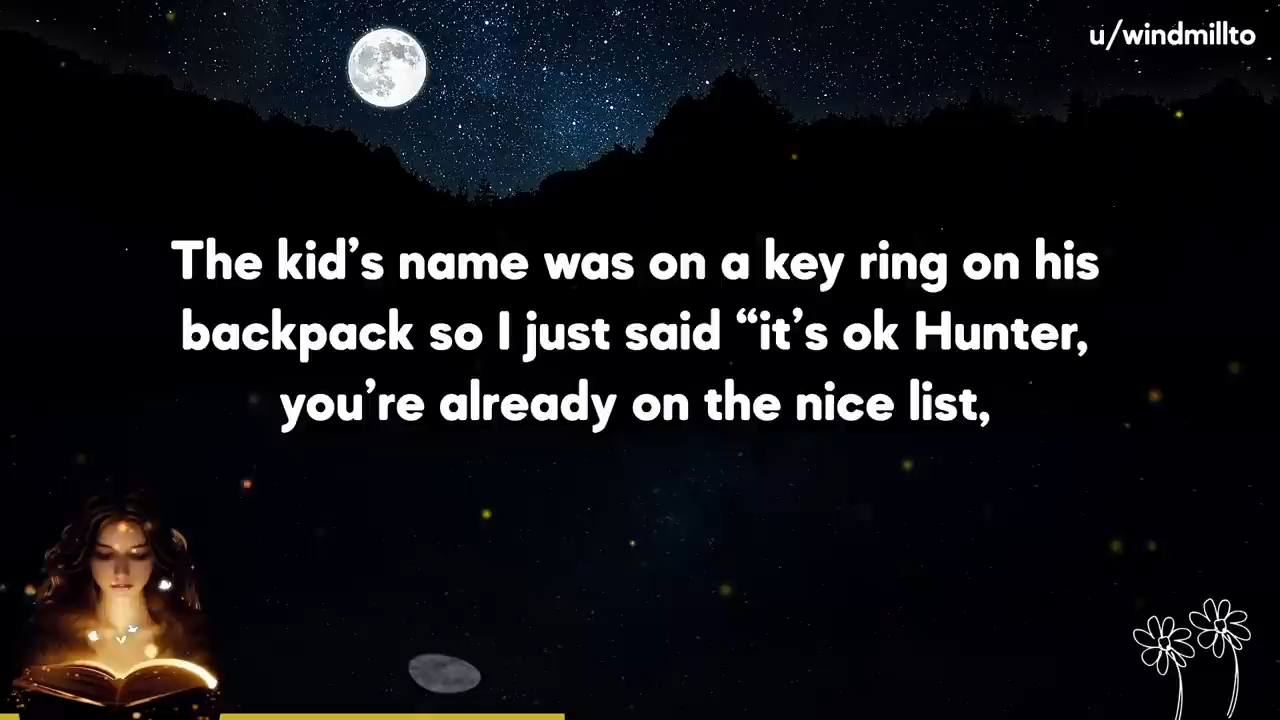 u/windmillto
The kid’s name was on a key ring on his
backpack so I just said “it’s ok Hunter,
you’re already on the nice list,